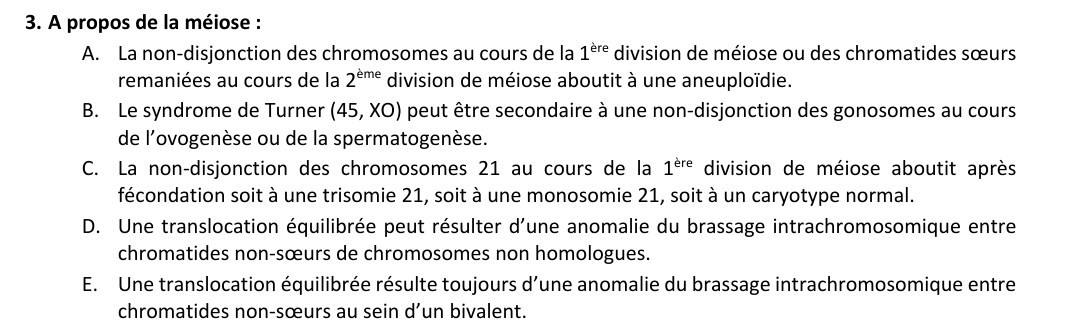 3. A propos de la méiose :
A. La non-disjonction des chromosomes au cours de la 1ère division de méiose ou des chromatides sœurs
remaniées au cours de la 2ème division de méiose aboutit à une aneuploïdie.
B. Le syndrome de Turner (45, XO) peut être secondaire à une non-disjonction des gonosomes au cours
de l’ovogenèse ou de la spermatogenèse.
C. La non-disjonction des chromosomes 21 au cours de la 1ère division de méiose aboutit après
fécondation soit à une trisomie 21, soit à une monosomie 21, soit à un caryotype normal.
D. Une translocation équilibrée peut résulter d’une anomalie du brassage intrachromosomique entre
chromatides non-sœurs de chromosomes non homologues.
E. Une translocation équilibrée résulte toujours d’une anomalie du brassage intrachromosomique entre
chromatides non-sœurs au sein d’un bivalent.